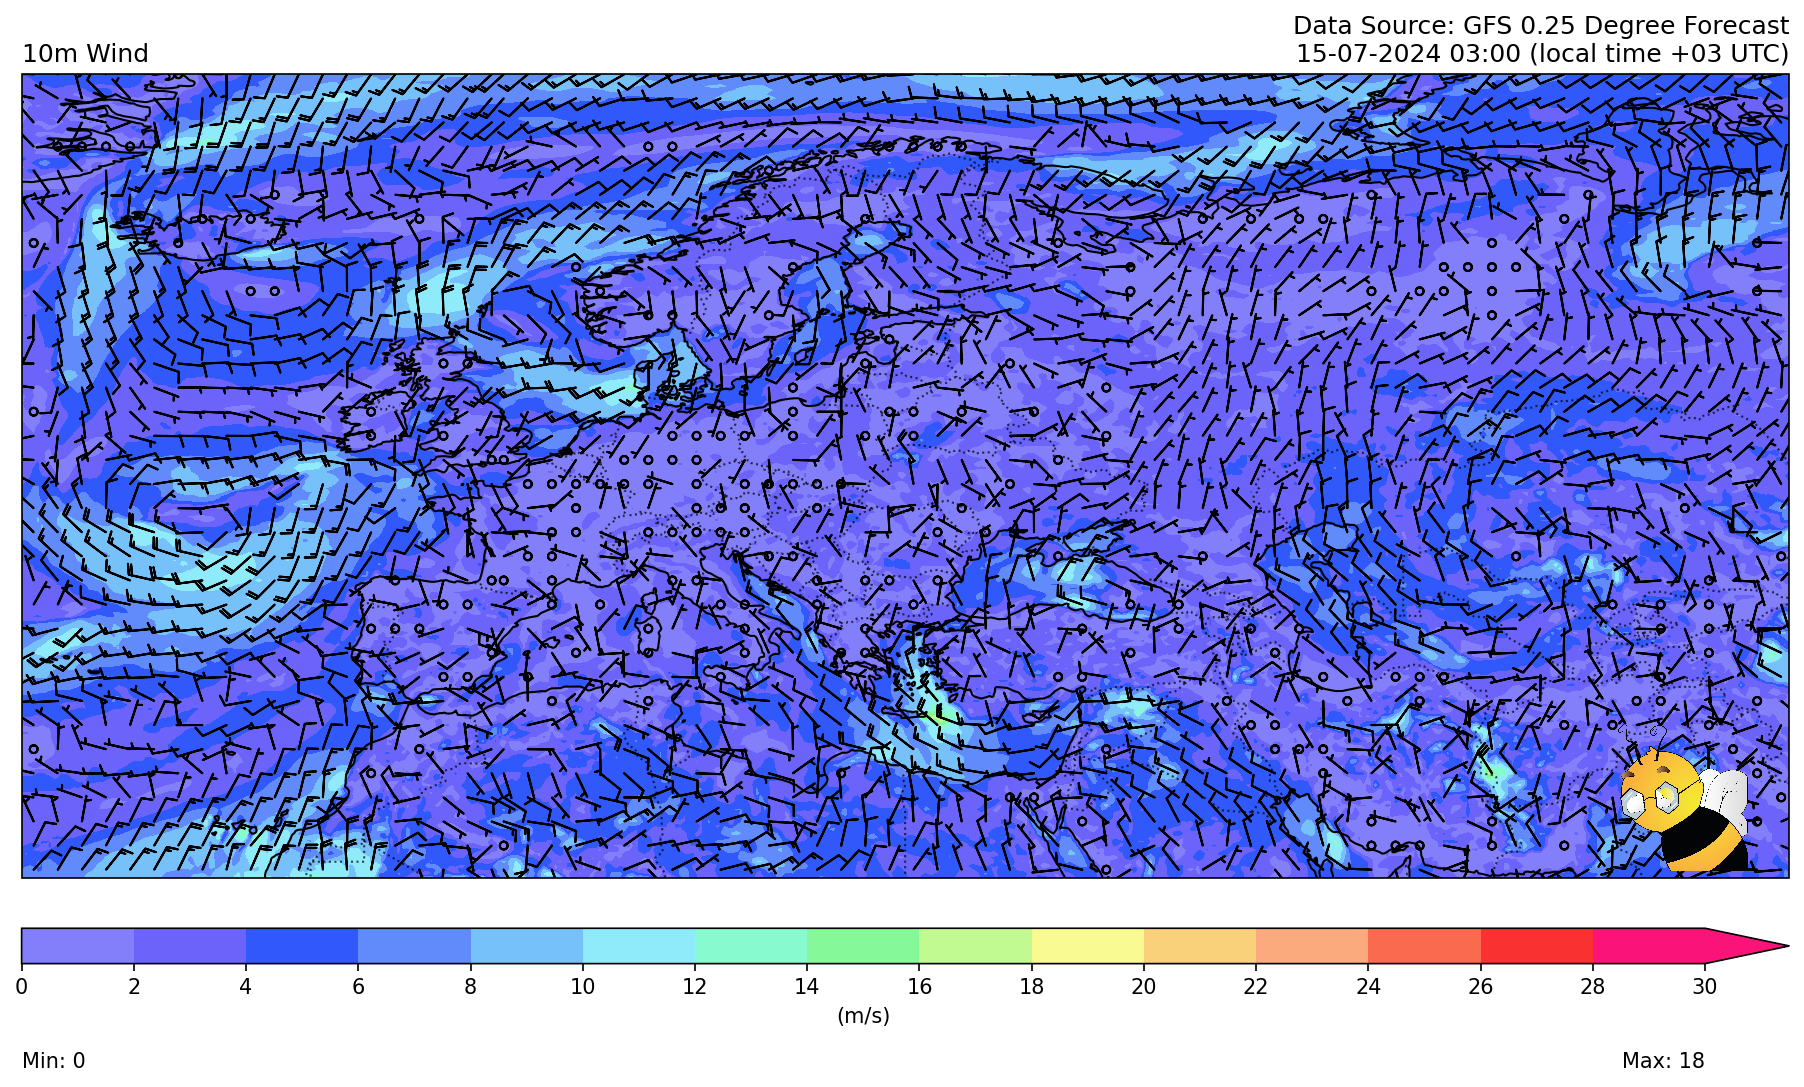 Data Source: GFS 0.25 Degree Forecast
10m Wind
15-07-2024 03:00 (local time +03 UTC)
0 2 4 6 8 10 12 14 16 18 20 22 24 26 28 30
(m/s)
Min: 0
Max: 18